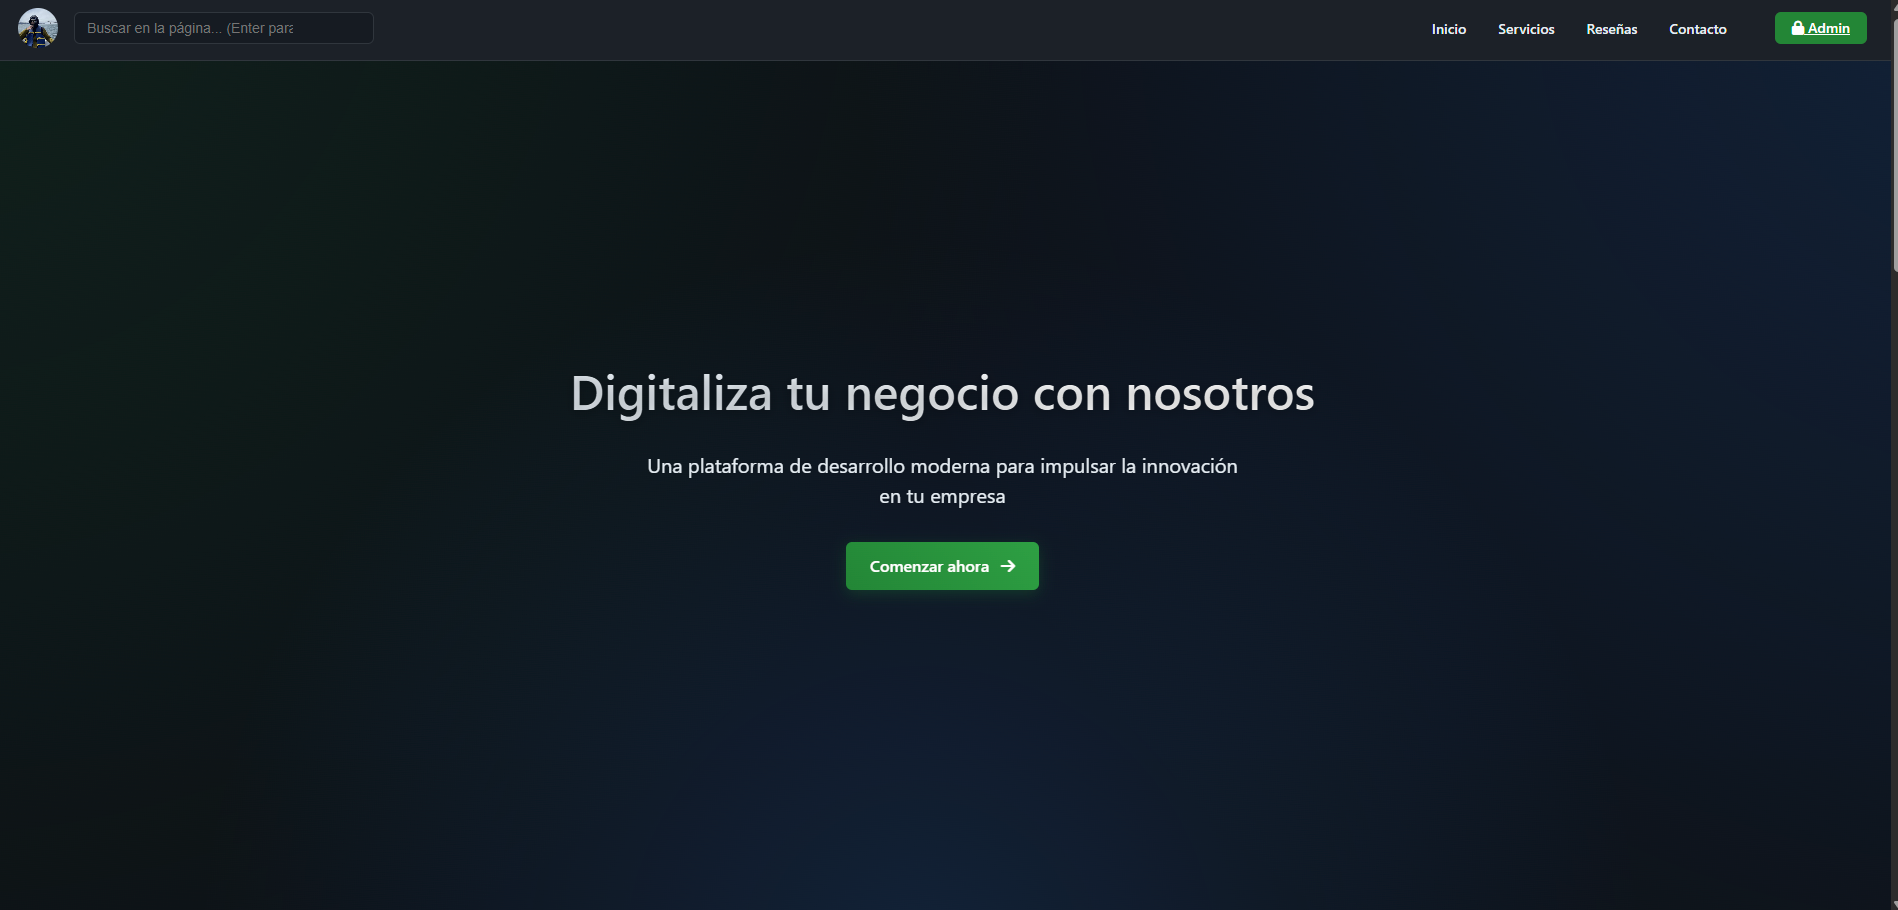 Buscar en la página... (Enter para
Inicio
Servicios
Reseñas
Contacto
Admin
Digitaliza tu negocio con nosotros
Una plataforma de desarrollo moderna para impulsar la innovación
en tu empresa
Comenzar ahora